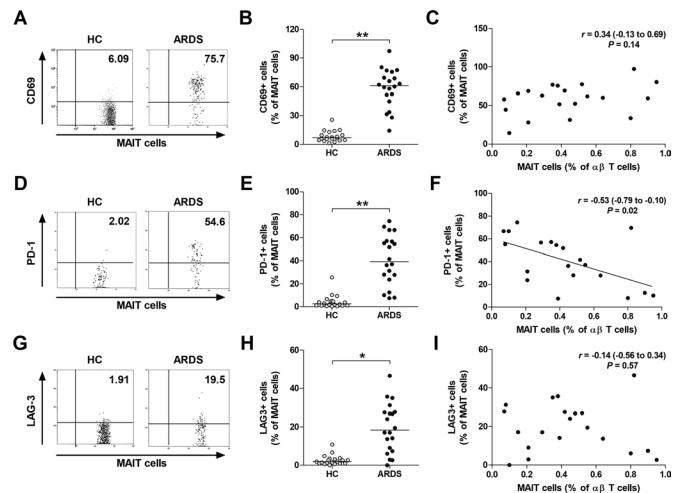 A
HC
ARDS
6.09
75.7
CD69
MAIT cells
B
**
CD69+ cells
(% of MAIT cells)
120
100
80
60
40
20
0
HC
ARDS
C
r = 0.34 (-0.13 to 0.69)
P = 0.14
CD69+ cells
(% of MAIT cells)
150
100
50
0
0.0 0.2 0.4 0.6 0.8 1.0
MAIT cells (% of αβ T cells)
D
HC
ARDS
2.02
54.6
PD-1
MAIT cells
E
**
PD-1+ cells
(% of MAIT cells)
100
80
60
40
20
0
HC
ARDS
F
r = -0.53 (-0.79 to -0.10)
P = 0.02
PD-1+ cells
(% of MAIT cells)
100
80
60
40
20
0
0.0 0.2 0.4 0.6 0.8 1.0
MAIT cells (% of αβ T cells)
G
HC
ARDS
1.91
19.5
LAG-3
MAIT cells
H
*
LAG3+ cells
(% of MAIT cells)
60
40
20
0
HC
ARDS
I
r = -0.14 (-0.56 to 0.34)
P = 0.57
LAG3+ cells
(% of MAIT cells)
60
40
20
0
0.0 0.2 0.4 0.6 0.8 1.0
MAIT cells (% of αβ T cells)